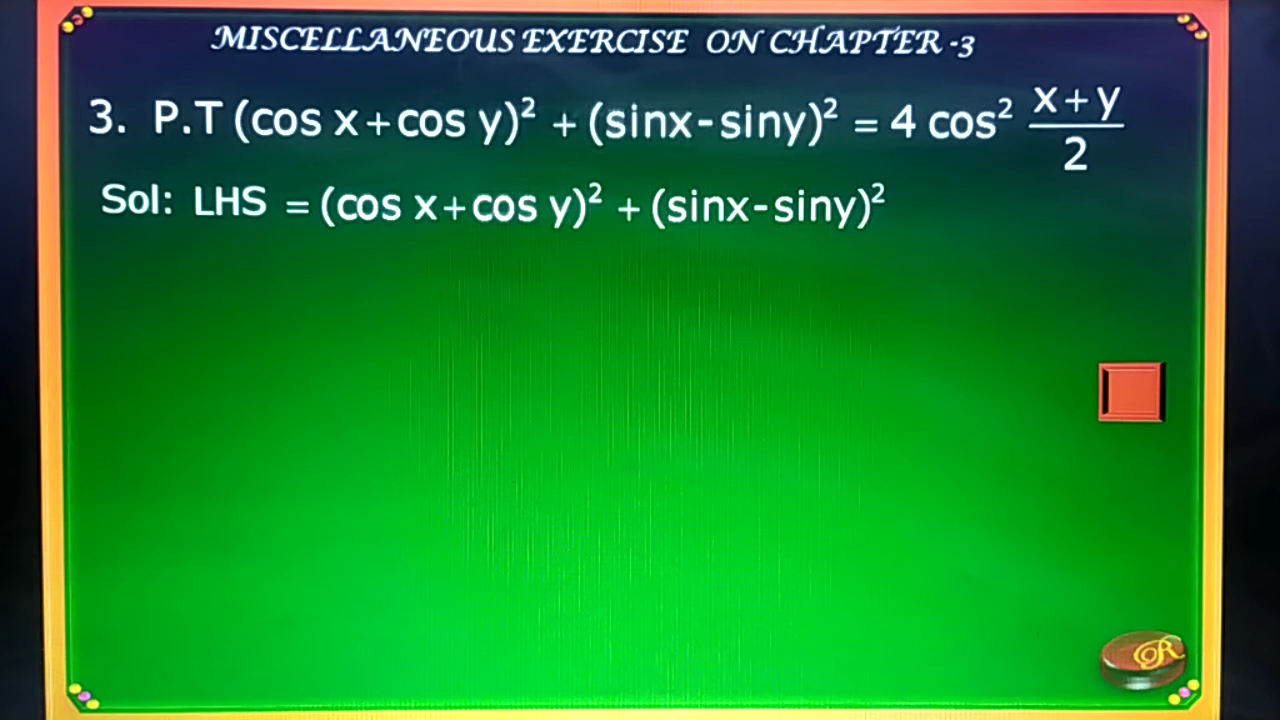 MISCELLANEOUS EXERCISE ON CHAPTER -3
3. P.T (cos x+cos y)² + (sinx-siny)² = 4 cos² x+y/2
Sol: LHS = (cos x+cos y)² + (sinx-siny)²
R